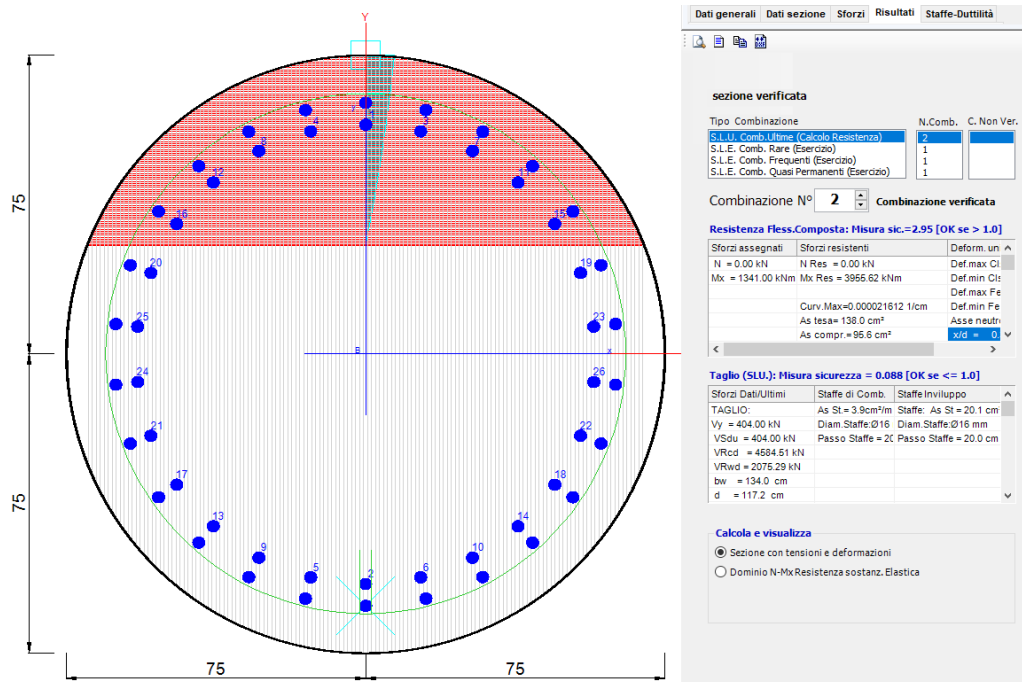 Dati generali Dati sezione Sforzi Risultati Staffe-Duttilità
sezione verificata
Tipo Combinazione N.Comb. C. Non Ver.
S.L.U. Comb.Ultime (Calcolo Resistenza) 2
S.L.E. Comb. Rare (Esercizio) 1
S.L.E. Comb. Frequenti (Esercizio) 1
S.L.E. Comb. Quasi Permanenti (Esercizio) 1
Combinazione N° 2 Combinazione verificata
Resistenza Fless.Composta: Misura sic.=2.95 [OK se > 1.0]
Sforzi assegnati Sforzi resistenti Deform. un
N = 0.00 kN N Res = 0.00 kN Def.max Cl
Mx = 1341.00 kNm Mx Res = 3955.62 kNm Def.min Cls
Def.max Fe
Curv.Max=0.000021612 1/cm Def.min Fe
As tesa= 138.0 cm² Asse neutr
As compr.= 95.6 cm² x/d = 0.
Taglio (SLU.): Misura sicurezza = 0.088 [OK se <= 1.0]
Sforzi Dati/Ultimi Staffe di Comb. Staffe Inviluppo
TAGLIO: As St.= 3.9cm²/m Staffe: As St = 20.1 cm
Vy = 404.00 kN Diam.Staffe:Ø16 Diam.Staffe:Ø16 mm
VSdu = 404.00 kN Passo Staffe = 20 Passo Staffe = 20.0 cm
VRcd = 4584.51 kN
VRwd = 2075.29 kN
bw = 134.0 cm
d = 117.2 cm
Calcola e visualizza
Sezione con tensioni e deformazioni
Dominio N-Mx Resistenza sostanz. Elastica
Y
4
3
8
12
11
16
15
20
19
25
23
75
B
x
24
26
21
22
17
18
13
14
9
10
5
2
6
75
75
75